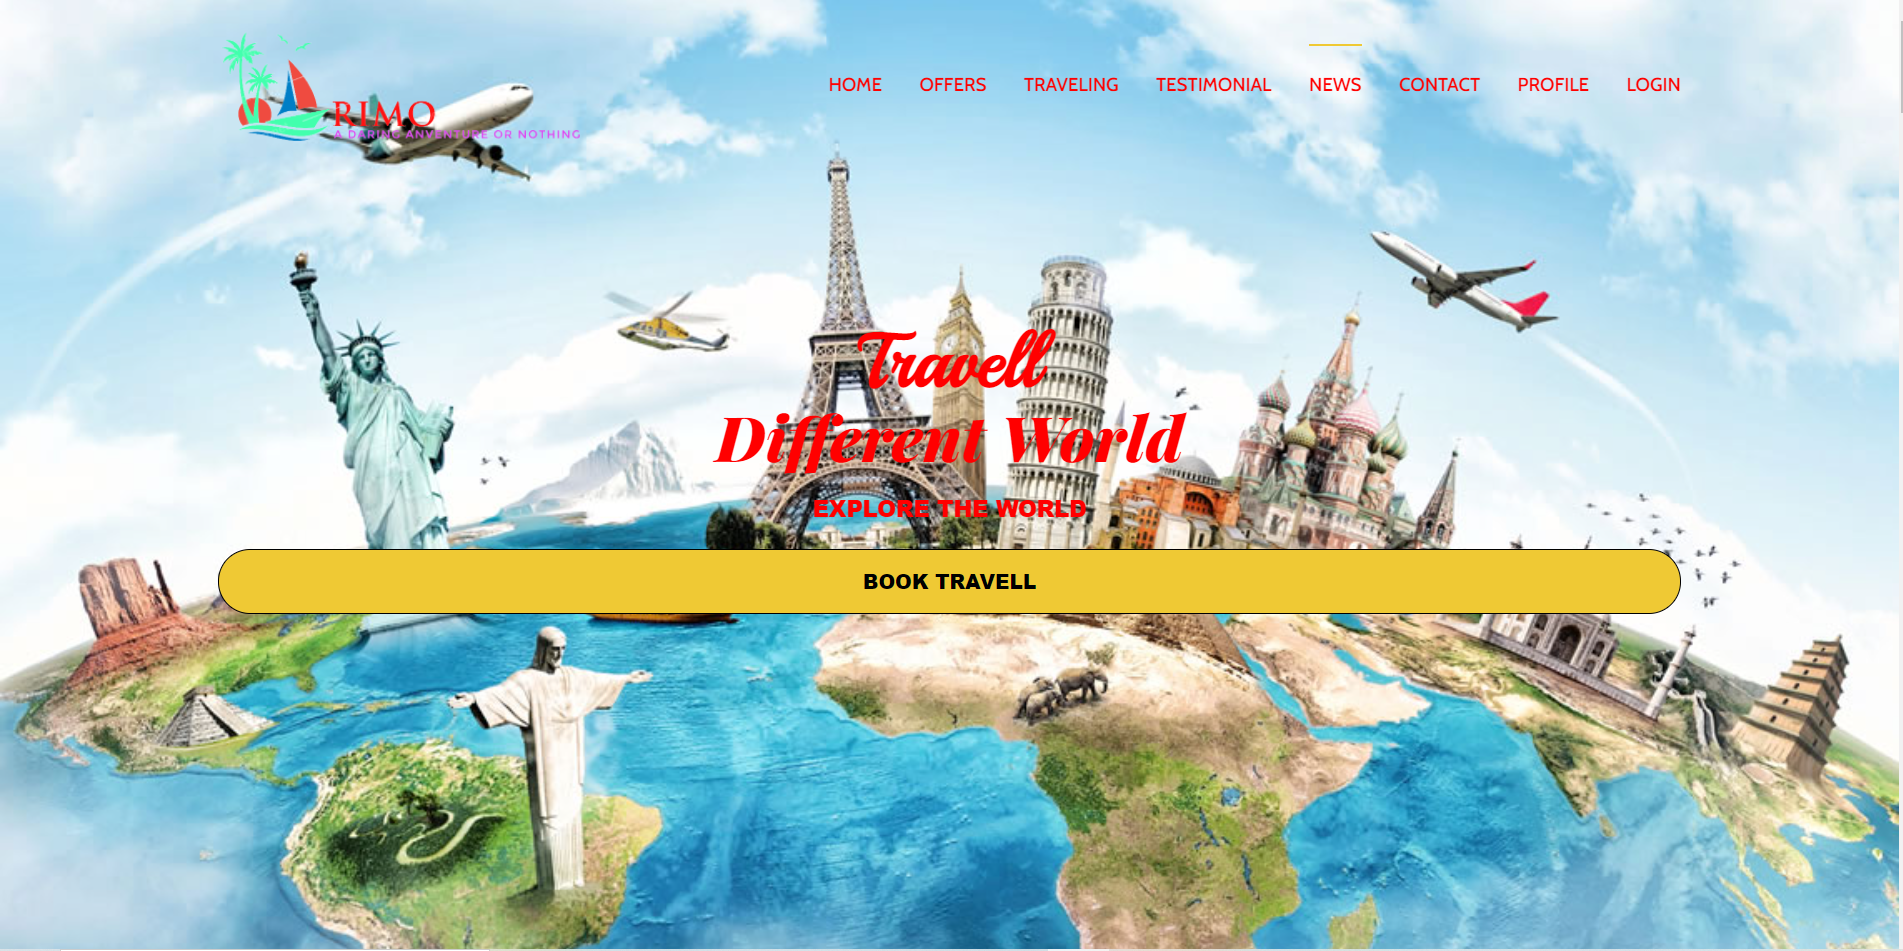 RIMO
A DARING ANVENTURE OR NOTHING
HOME OFFERS TRAVELING TESTIMONIAL NEWS CONTACT PROFILE LOGIN
Travell
Different World
EXPLORE THE WORLD
BOOK TRAVELL